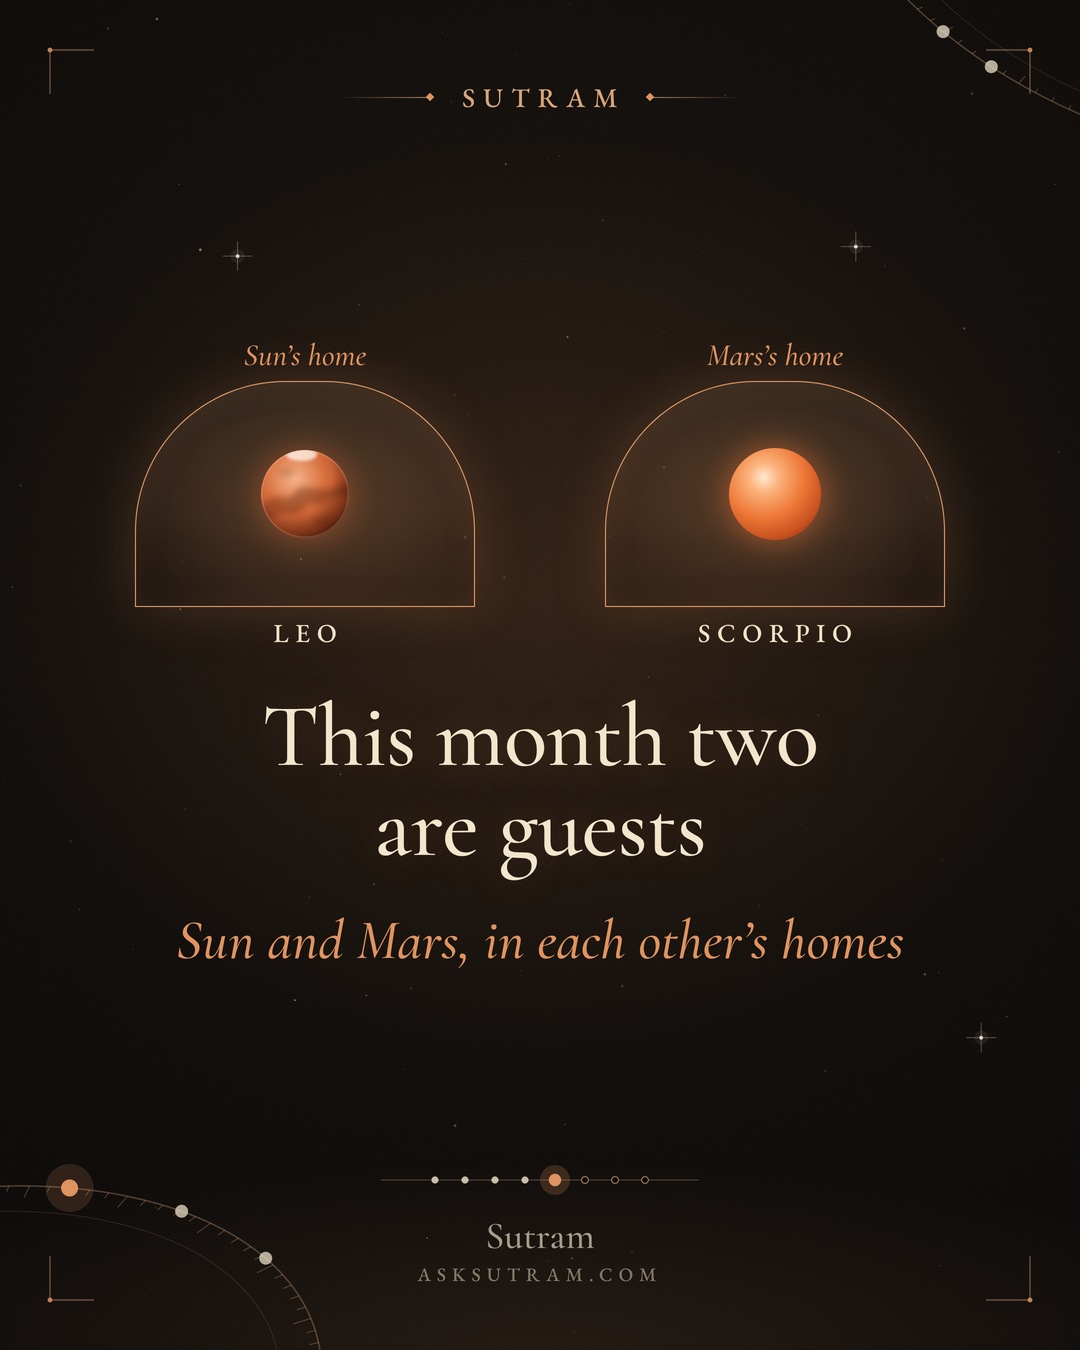 SUTRAM
Sun’s home
Mars’s home
LEO
SCORPIO
This month two
are guests
Sun and Mars, in each other’s homes
Sutram
ASKSUTRAM.COM